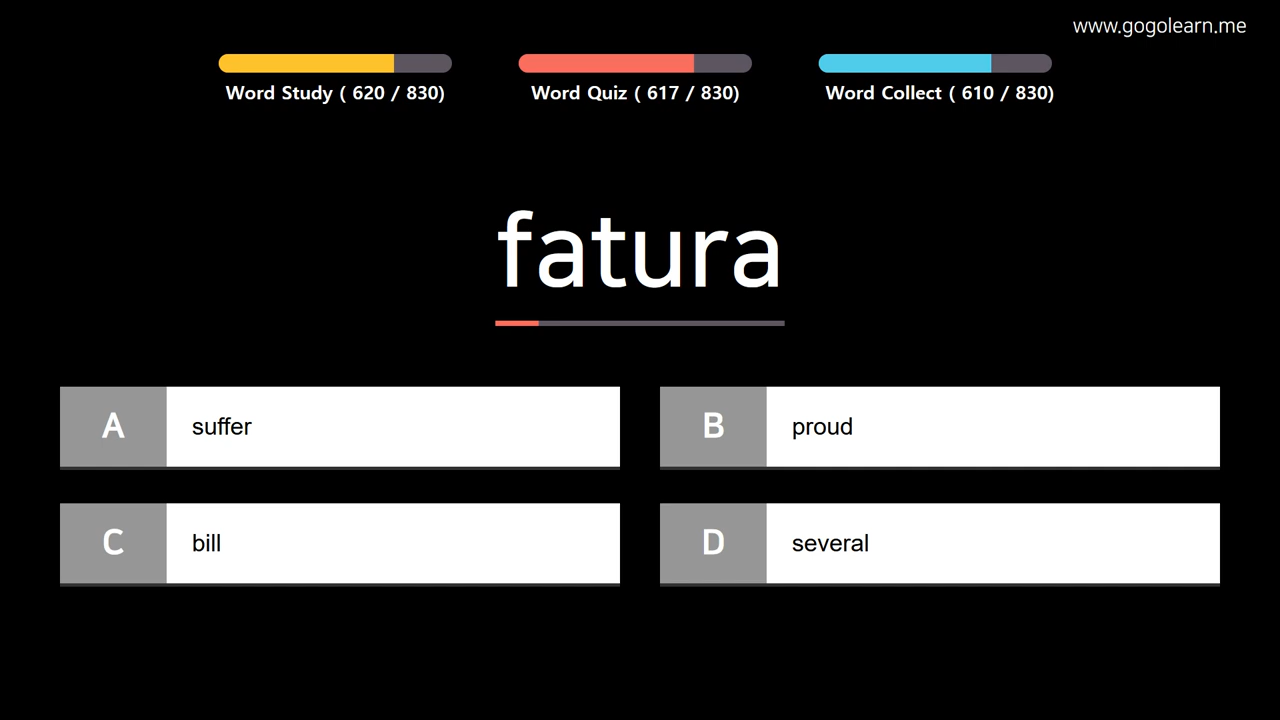 www.gogolearn.me
Word Study ( 620 / 830)
Word Quiz ( 617 / 830)
Word Collect ( 610 / 830)
fatura
A suffer
B proud
C bill
D several